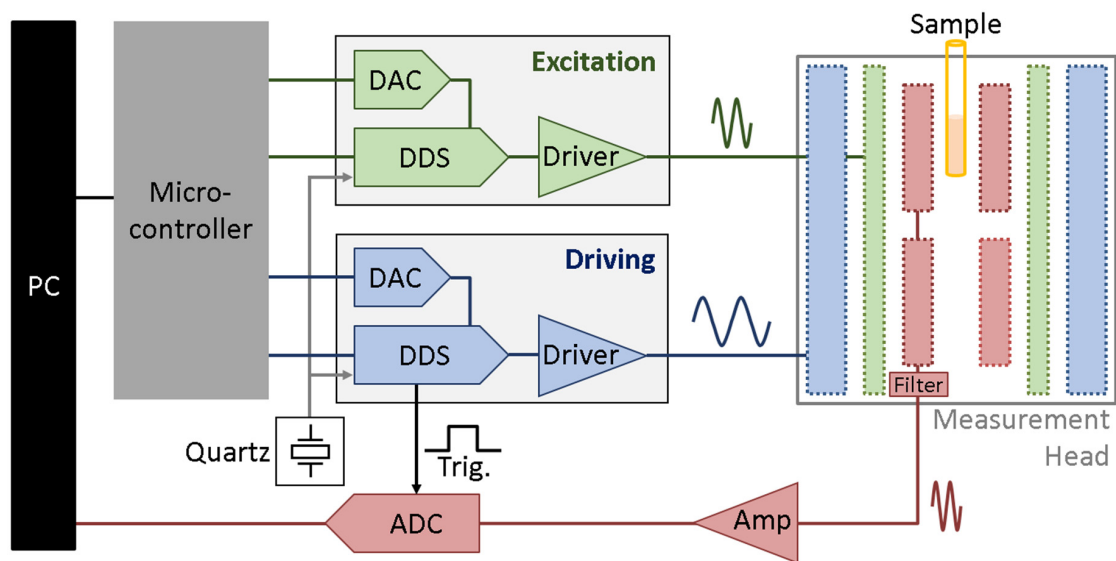 Sample
Excitation
DAC
DDS
Driver
Micro-
controller
PC
Driving
DAC
DDS
Driver
Filter
Measurement
Head
Quartz
Trig.
ADC
Amp